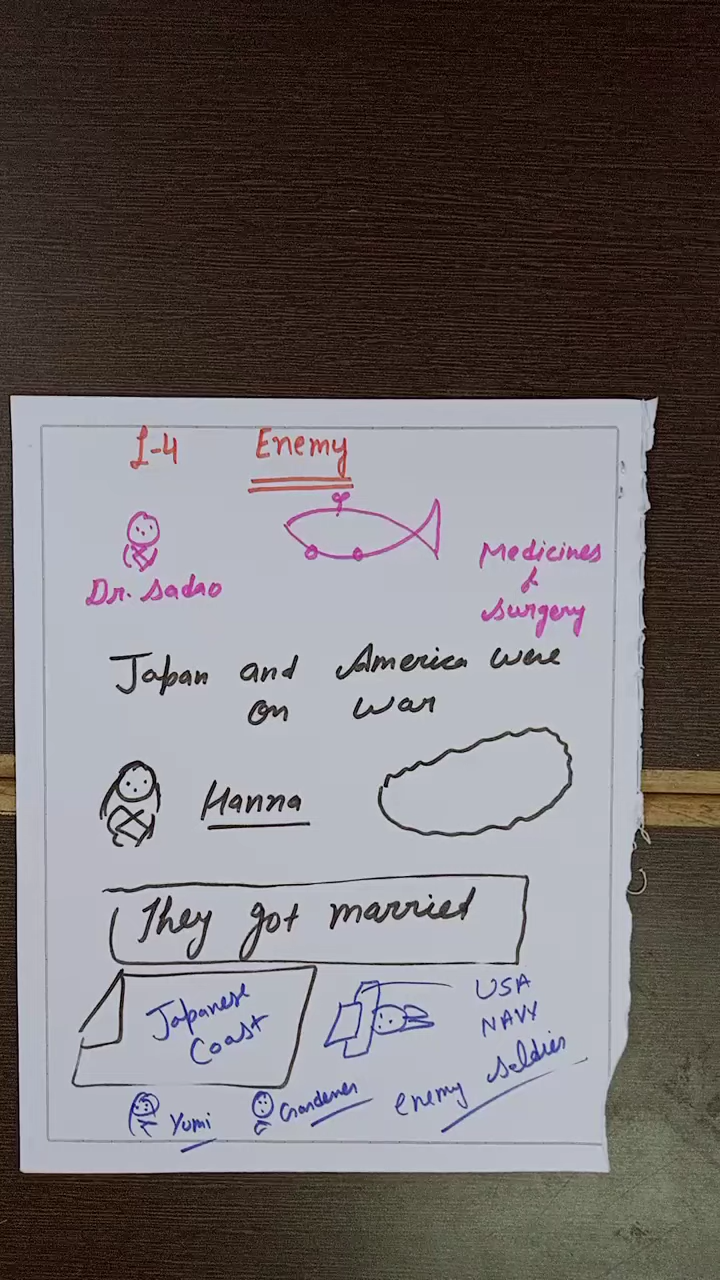 L-4 Enemy
Dr. Sadao
Medicines
&
Surgery
Japan and America were
on war
Hanna
They got married
Japanese
Coast
USA
NAVY
enemy soldier
Yumi
Gardener